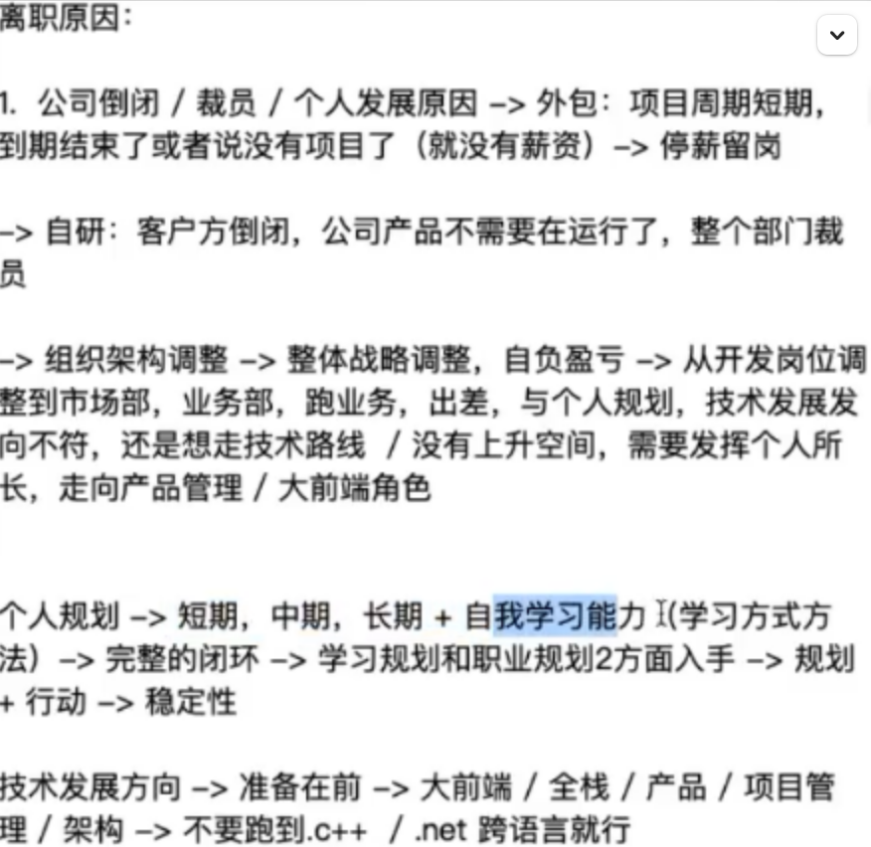 离职原因：
1. 公司倒闭 / 裁员 / 个人发展原因 –> 外包：项目周期短期，
到期结束了或者说没有项目了（就没有薪资）–> 停薪留岗
–> 自研：客户方倒闭，公司产品不需要在运行了，整个部门裁
员
–> 组织架构调整 –> 整体战略调整，自负盈亏 –> 从开发岗位调
整到市场部，业务部，跑业务，出差，与个人规划，技术发展发
向不符，还是想走技术路线 / 没有上升空间，需要发挥个人所
长，走向产品管理 / 大前端角色
个人规划 –> 短期，中期，长期 + 自我学习能力（学习方式方
法）–> 完整的闭环 –> 学习规划和职业规划2方面入手 –> 规划
+ 行动 –> 稳定性
技术发展方向 –> 准备在前 –> 大前端 / 全栈 / 产品 / 项目管
理 / 架构 –> 不要跑到.c++ / .net 跨语言就行